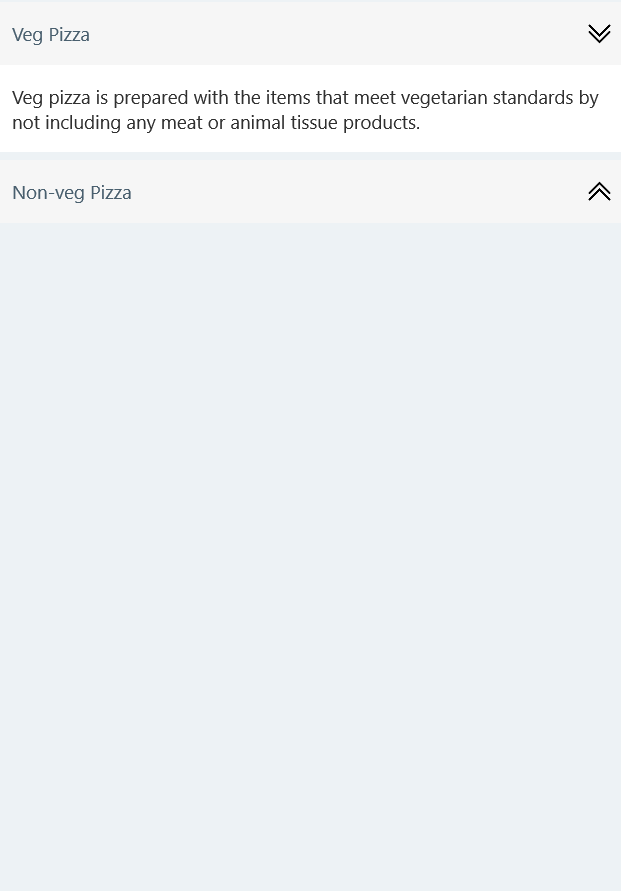 Veg Pizza
Veg pizza is prepared with the items that meet vegetarian standards by
not including any meat or animal tissue products.
Non-veg Pizza